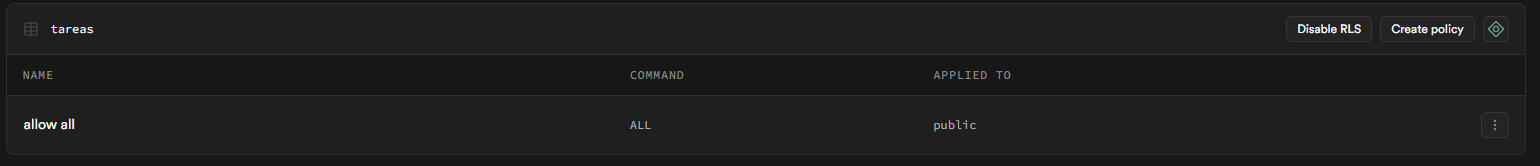 tareas Disable RLS Create policy
NAME COMMAND APPLIED TO
allow all ALL public